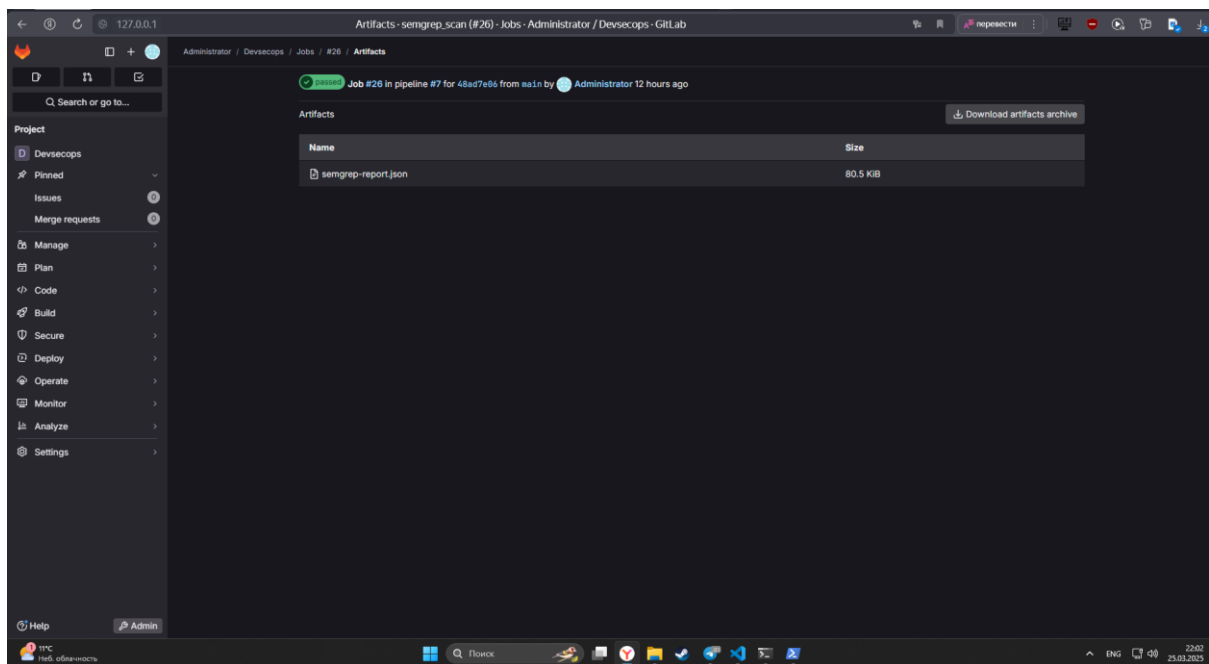 127.0.0.1
Artifacts · semgrep_scan (#26) · Jobs · Administrator / Devsecops · GitLab
перевести
Administrator / Devsecops / Jobs / #26 / Artifacts
Search or go to...
Project
D Devsecops
Pinned
Issues 0
Merge requests 0
Manage
Plan
Code
Build
Secure
Deploy
Operate
Monitor
Analyze
Settings
Help
Admin
passed Job #26 in pipeline #7 for 48ad7e06 from main by Administrator 12 hours ago
Artifacts
Download artifacts archive
Name Size
semgrep-report.json 80.5 KiB
1
11°C
Неб. облачность
Поиск
ENG
22:02
25.03.2025